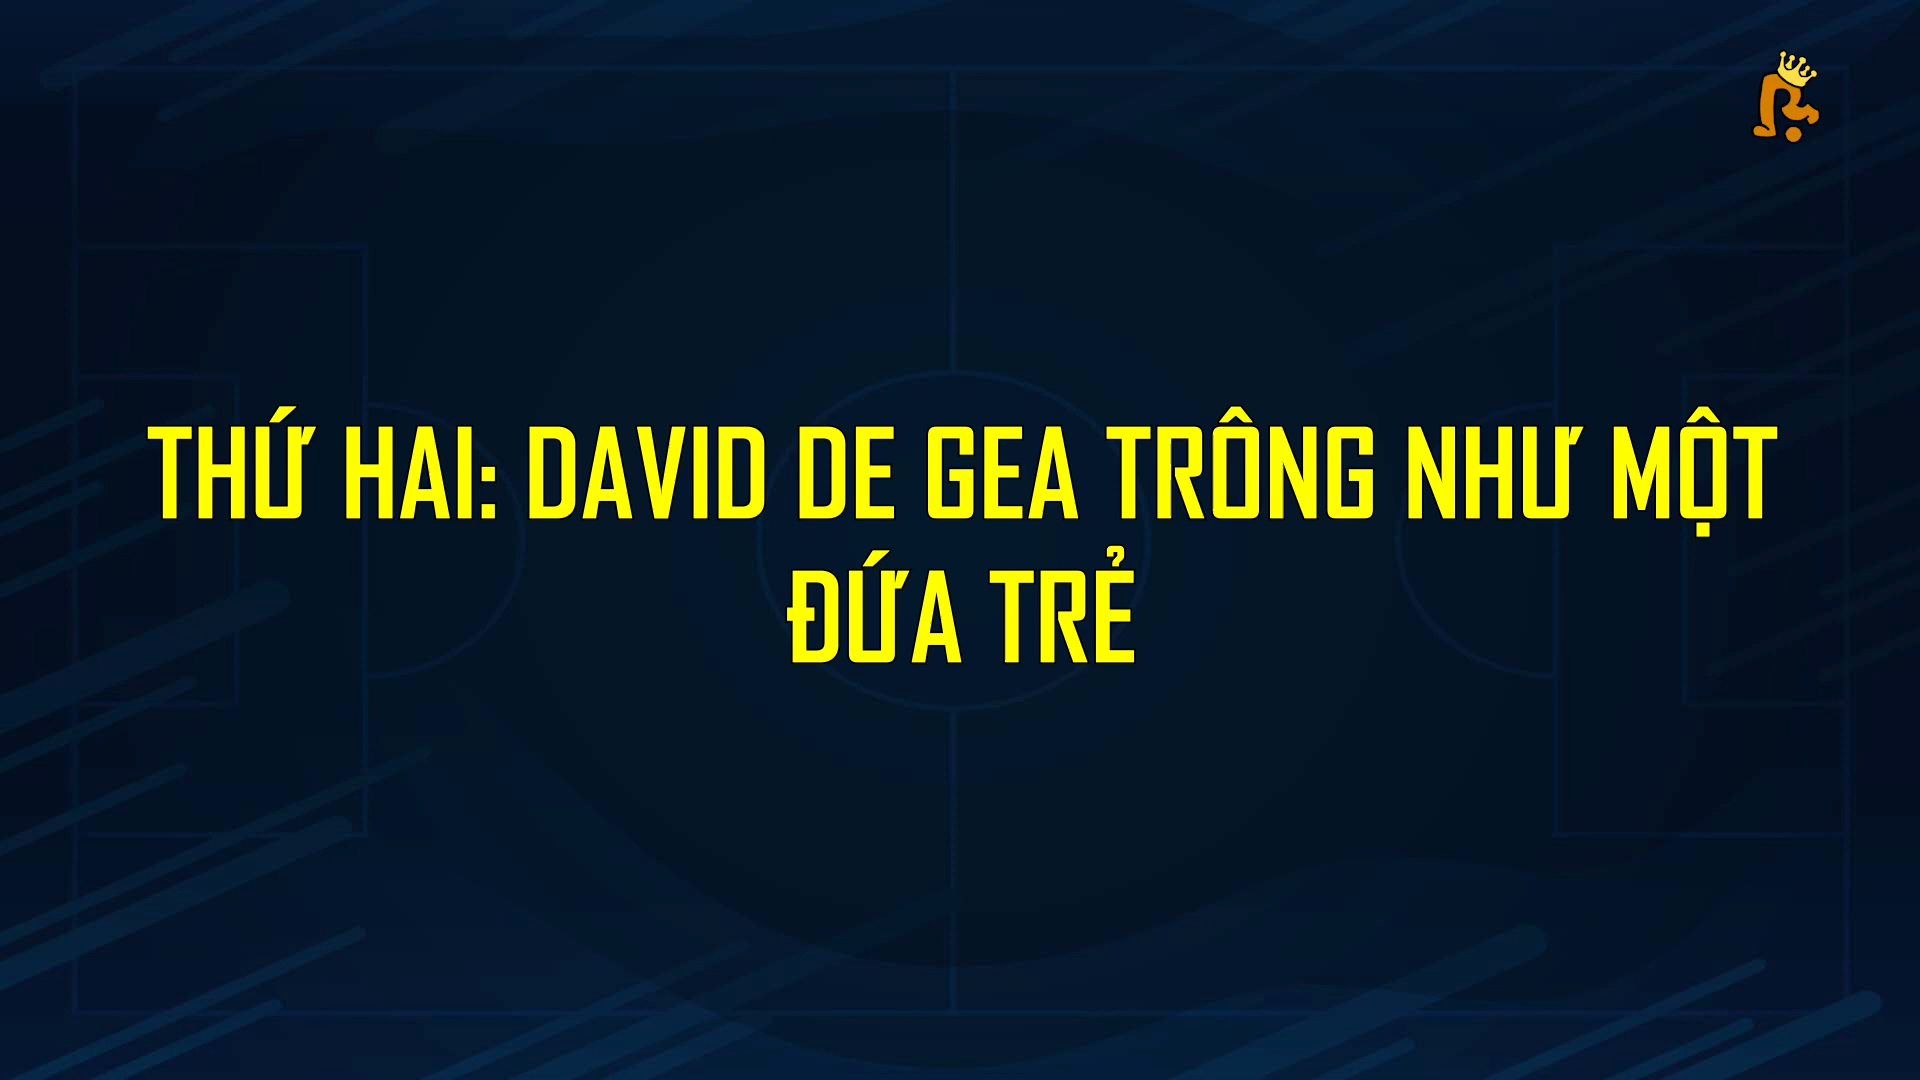 THỨ HAI: DAVID DE GEA TRÔNG NHƯ MỘT
ĐỨA TRẺ